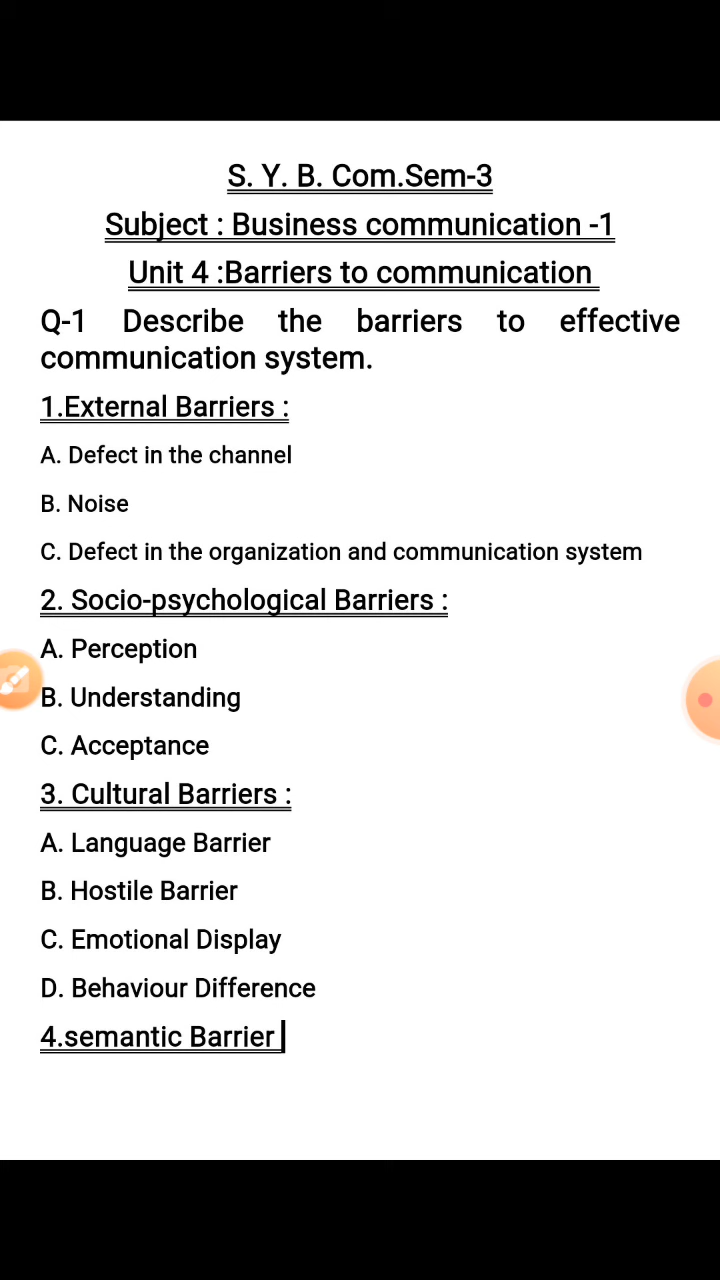 S. Y. B. Com.Sem-3
Subject : Business communication -1
Unit 4 :Barriers to communication
Q-1 Describe the barriers to effective
communication system.
1.External Barriers :
A. Defect in the channel
B. Noise
C. Defect in the organization and communication system
2. Socio-psychological Barriers :
A. Perception
B. Understanding
C. Acceptance
3. Cultural Barriers :
A. Language Barrier
B. Hostile Barrier
C. Emotional Display
D. Behaviour Difference
4.semantic Barrier